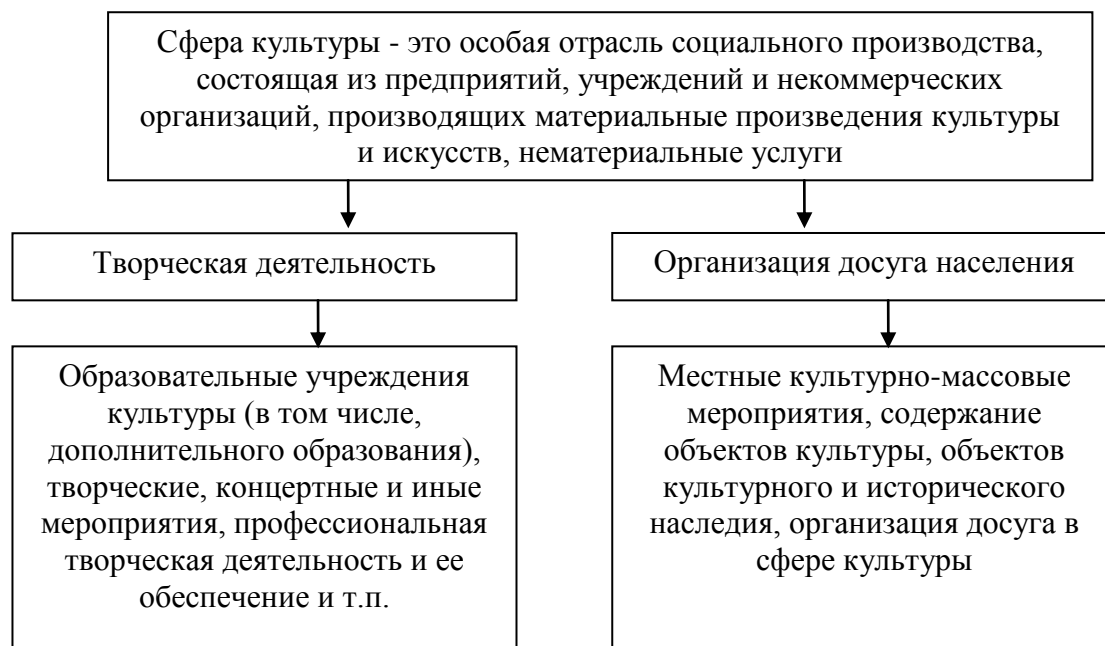 Сфера культуры - это особая отрасль социального производства,
состоящая из предприятий, учреждений и некоммерческих
организаций, производящих материальные произведения культуры
и искусств, нематериальные услуги
Творческая деятельность
Организация досуга населения
Образовательные учреждения
культуры (в том числе,
дополнительного образования),
творческие, концертные и иные
мероприятия, профессиональная
творческая деятельность и ее
обеспечение и т.п.
Местные культурно-массовые
мероприятия, содержание
объектов культуры, объектов
культурного и исторического
наследия, организация досуга в
сфере культуры